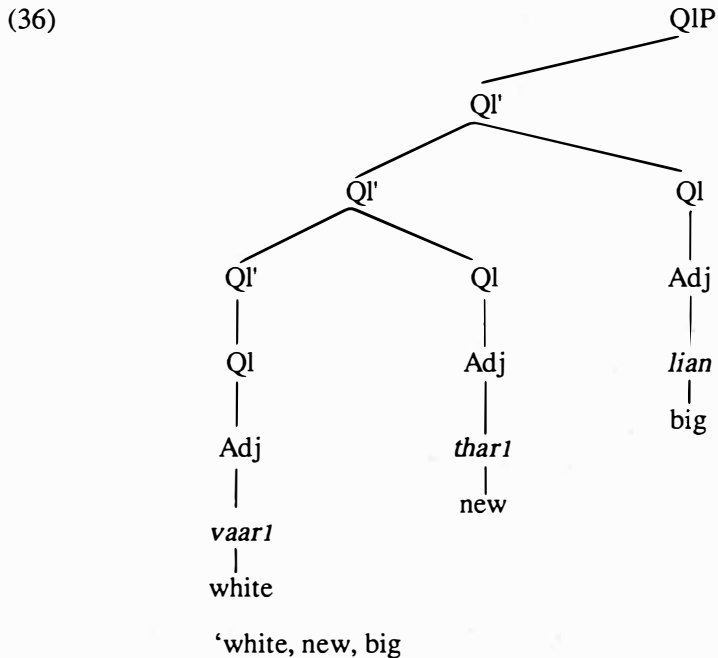 (36) QlP
Ql'
Ql' Ql
Ql' Ql Adj
Ql Adj lian
big
Adj thar1
new
vaar1
white
‘white, new, big